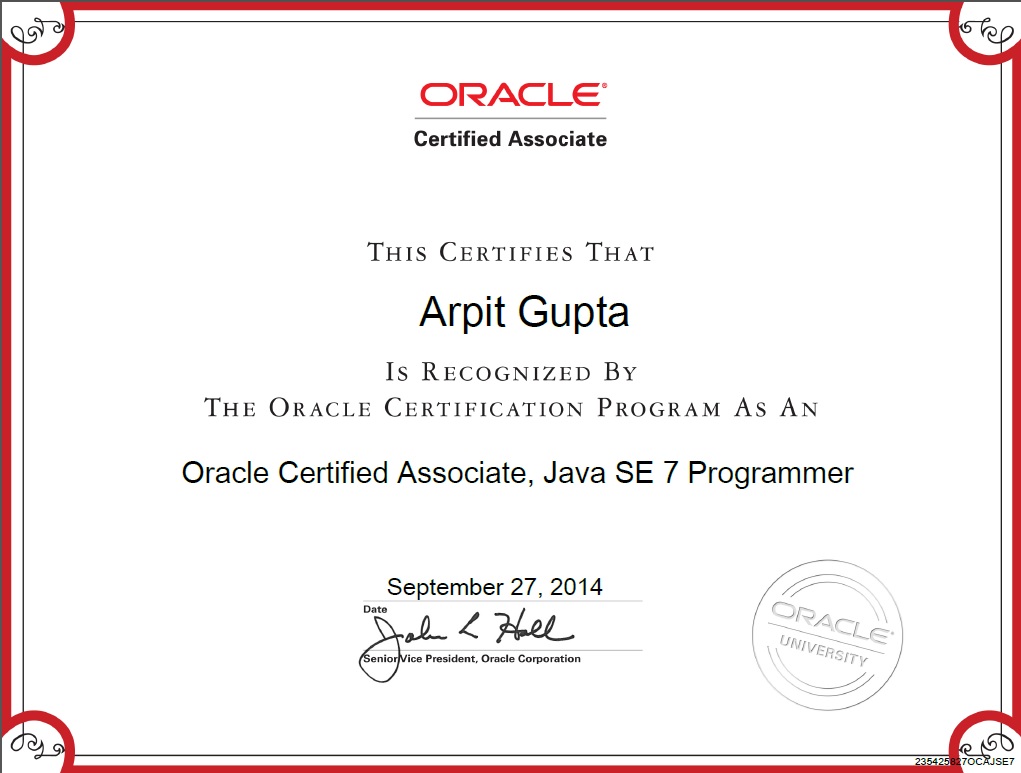 ORACLE®
Certified Associate
THIS CERTIFIES THAT
Arpit Gupta
IS RECOGNIZED BY
THE ORACLE CERTIFICATION PROGRAM AS AN
Oracle Certified Associate, Java SE 7 Programmer
September 27, 2014
Date
John L Hall
Senior Vice President, Oracle Corporation
ORACLE®
UNIVERSITY
235425827OCAJSE7